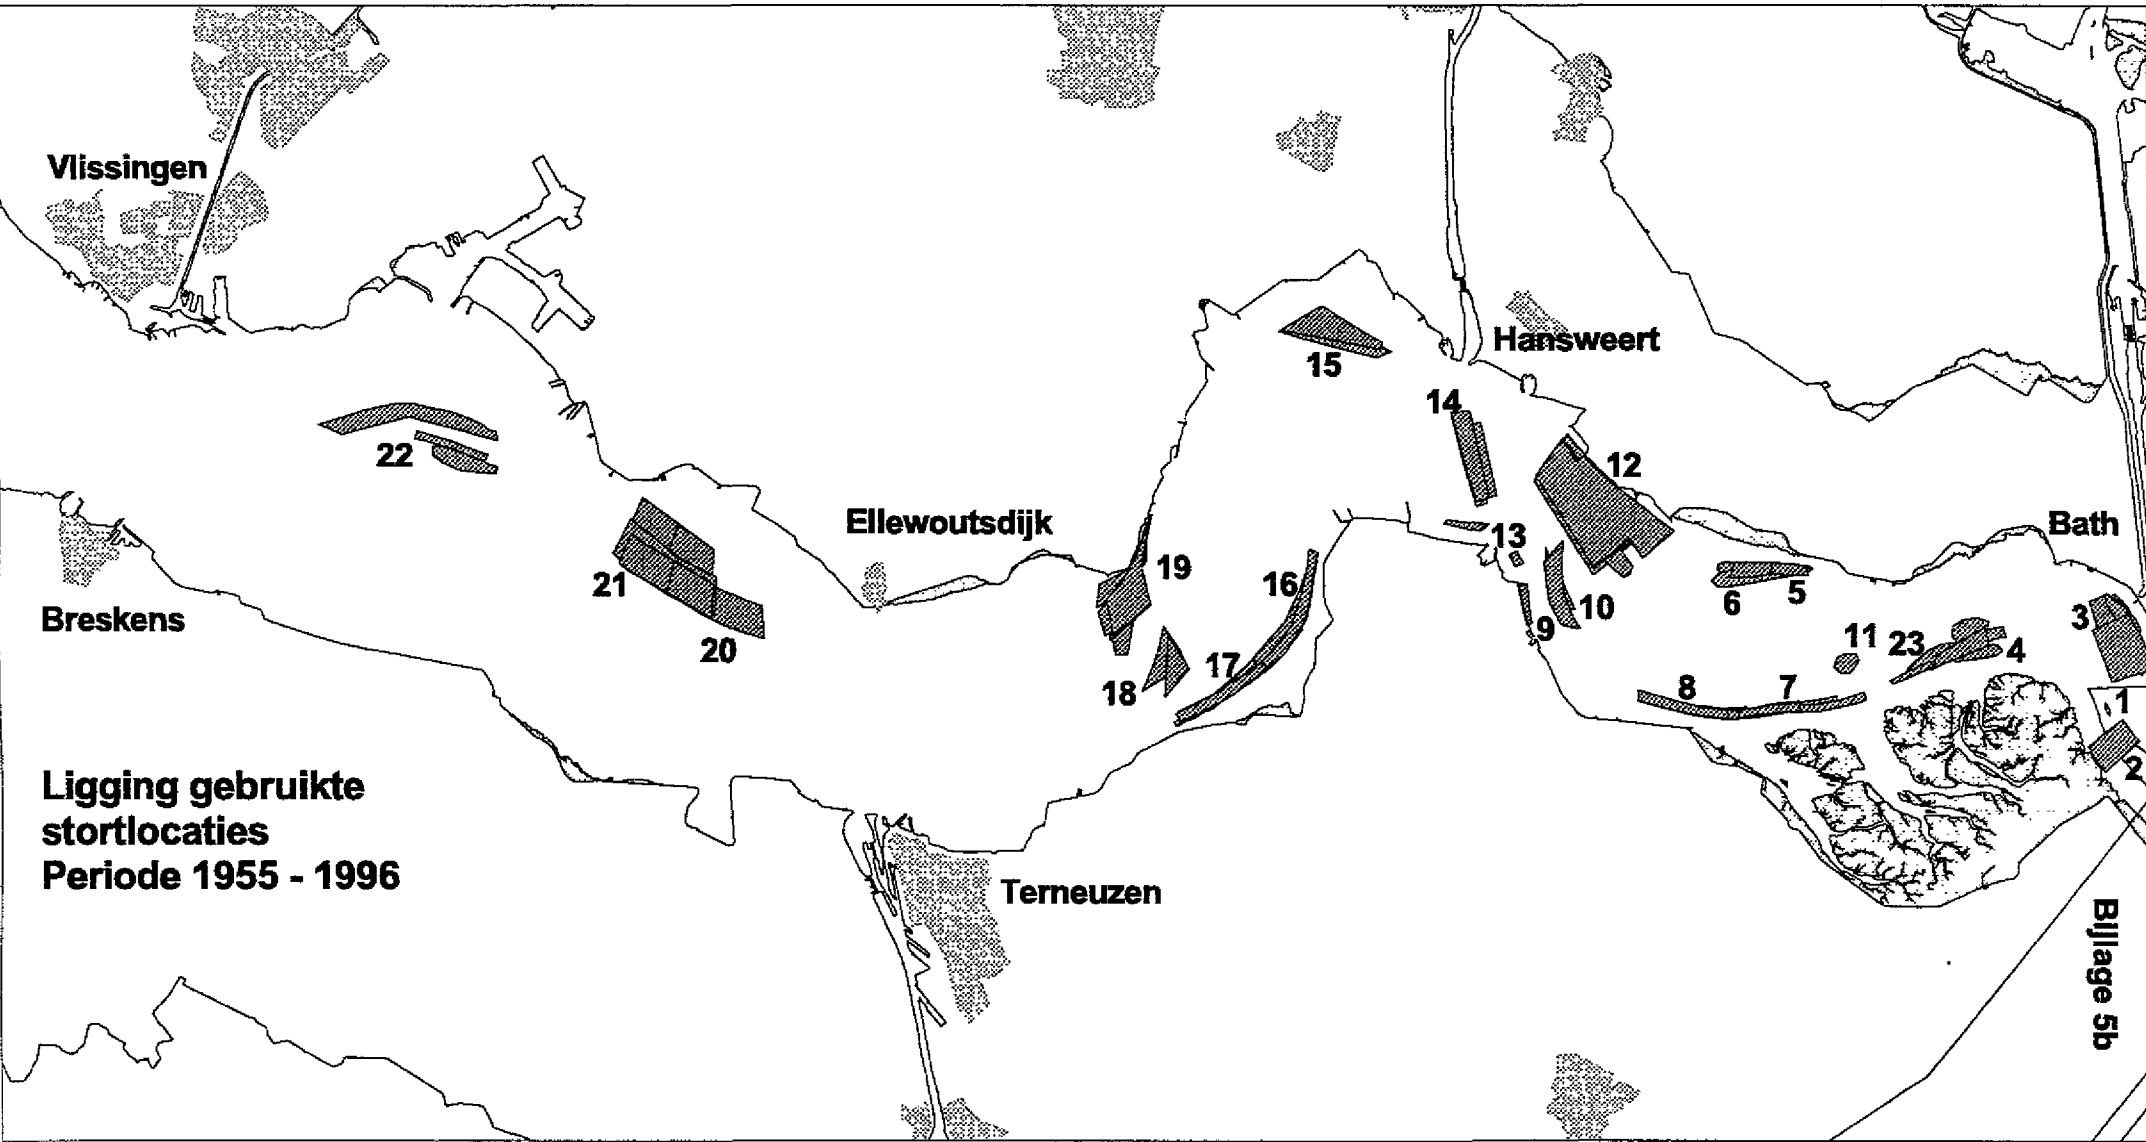 Vlissingen
Hansweert
15
14
22
12
Ellewoutsdijk
Bath
13
19
16
21
5
6
10
3
Breskens
9
11
23
4
20
17
18
8
7
1
2
Ligging gebruikte
stortlocaties
Periode 1955 - 1996
Terneuzen
Bijlage 5b